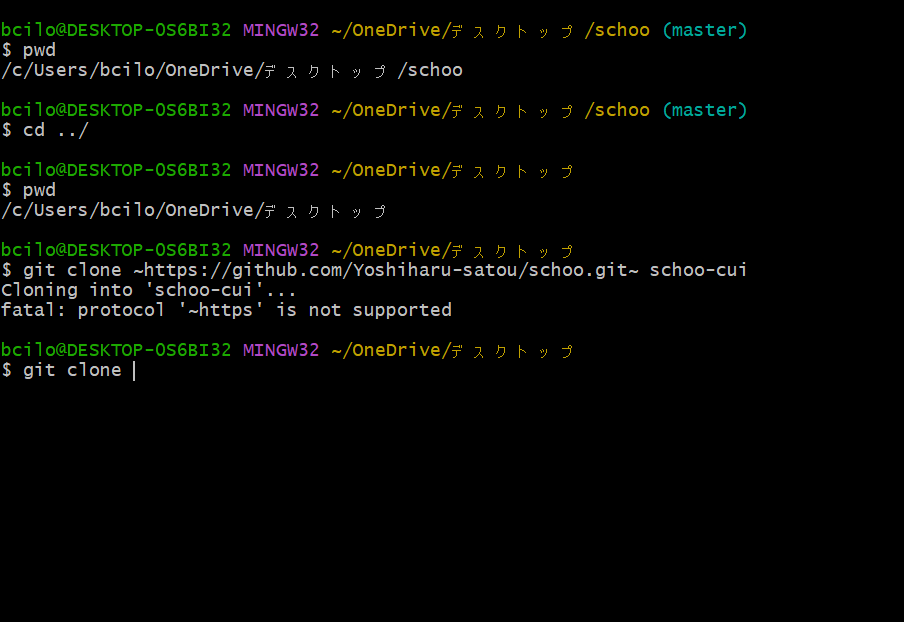 bcilo@DESKTOP-OS6BI32 MINGW32 ~/OneDrive/デスクトップ/schoo (master)
$ pwd
/c/Users/bcilo/OneDrive/デスクトップ/schoo
bcilo@DESKTOP-OS6BI32 MINGW32 ~/OneDrive/デスクトップ/schoo (master)
$ cd ../
bcilo@DESKTOP-OS6BI32 MINGW32 ~/OneDrive/デスクトップ
$ pwd
/c/Users/bcilo/OneDrive/デスクトップ
bcilo@DESKTOP-OS6BI32 MINGW32 ~/OneDrive/デスクトップ
$ git clone ~https://github.com/Yoshiharu-satou/schoo.git~ schoo-cui
Cloning into 'schoo-cui'...
fatal: protocol '~https' is not supported
bcilo@DESKTOP-OS6BI32 MINGW32 ~/OneDrive/デスクトップ
$ git clone